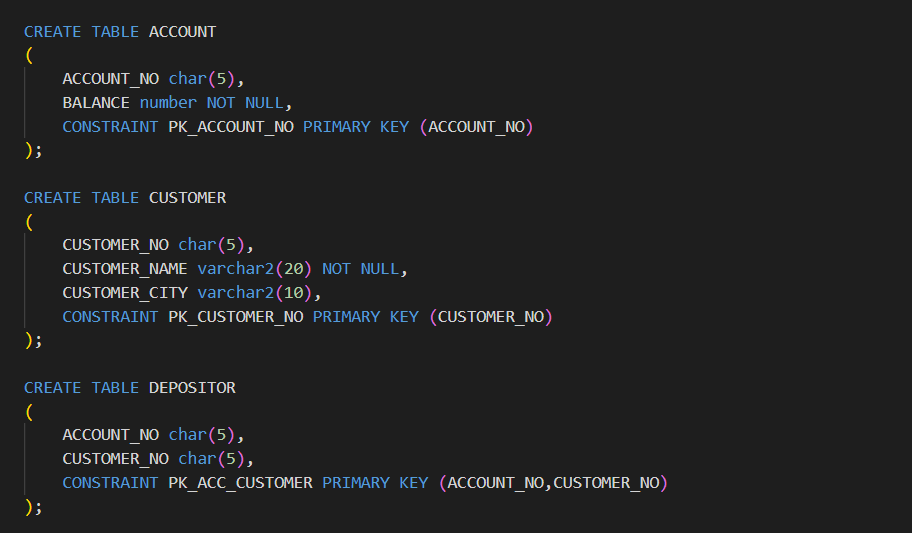 CREATE TABLE ACCOUNT
(
    ACCOUNT_NO char(5),
    BALANCE number NOT NULL,
    CONSTRAINT PK_ACCOUNT_NO PRIMARY KEY (ACCOUNT_NO)
);

CREATE TABLE CUSTOMER
(
    CUSTOMER_NO char(5),
    CUSTOMER_NAME varchar2(20) NOT NULL,
    CUSTOMER_CITY varchar2(10),
    CONSTRAINT PK_CUSTOMER_NO PRIMARY KEY (CUSTOMER_NO)
);

CREATE TABLE DEPOSITOR
(
    ACCOUNT_NO char(5),
    CUSTOMER_NO char(5),
    CONSTRAINT PK_ACC_CUSTOMER PRIMARY KEY (ACCOUNT_NO,CUSTOMER_NO)
);